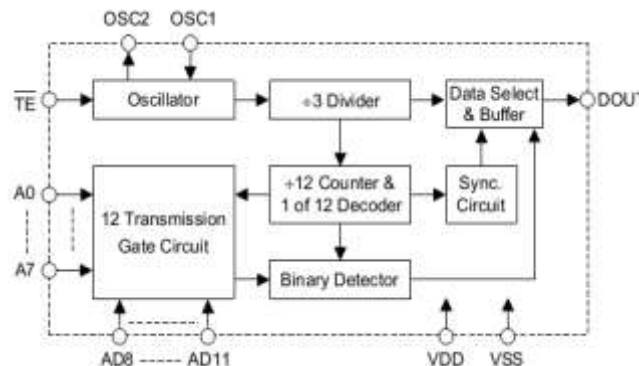 OSC2 OSC1
TE
Oscillator
÷3 Divider
Data Select
& Buffer
DOUT
A0
12 Transmission
Gate Circuit
÷12 Counter &
1 of 12 Decoder
Sync.
Circuit
A7
Binary Detector
AD8 AD11 VDD VSS